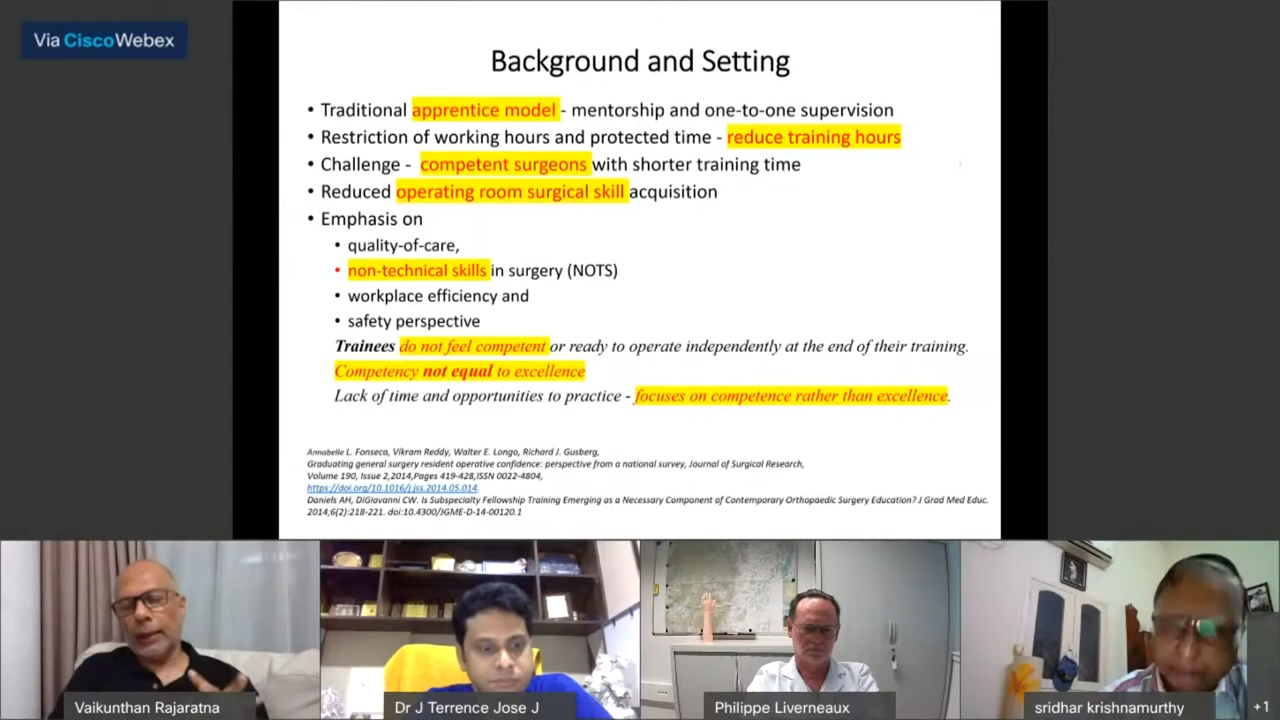 Via CiscoWebex
Background and Setting
• Traditional apprentice model - mentorship and one-to-one supervision
• Restriction of working hours and protected time - reduce training hours
• Challenge - competent surgeons with shorter training time
• Reduced operating room surgical skill acquisition
• Emphasis on
• quality-of-care,
• non-technical skills in surgery (NOTS)
• workplace efficiency and
• safety perspective
Trainees do not feel competent or ready to operate independently at the end of their training.
Competency not equal to excellence
Lack of time and opportunities to practice - focuses on competence rather than excellence.
Annabelle L. Fonseca, Vikram Reddy, Walter E. Longo, Richard J. Gusberg,
Graduating general surgery resident operative confidence: perspective from a national survey, Journal of Surgical Research,
Volume 190, Issue 2,2014,Pages 419-428,ISSN 0022-4804,
https://doi.org/10.1016/j.jss.2014.05.014.
Daniels AH, DiGiovanni CW. Is Subspecialty Fellowship Training Emerging as a Necessary Component of Contemporary Orthopaedic Surgery Education? J Grad Med Educ.
2014;6(2):218-221. doi:10.4300/JGME-D-14-00120.1
Vaikunthan Rajaratna
Dr J Terrence Jose J
Philippe Liverneaux
sridhar krishnamurthy
+1